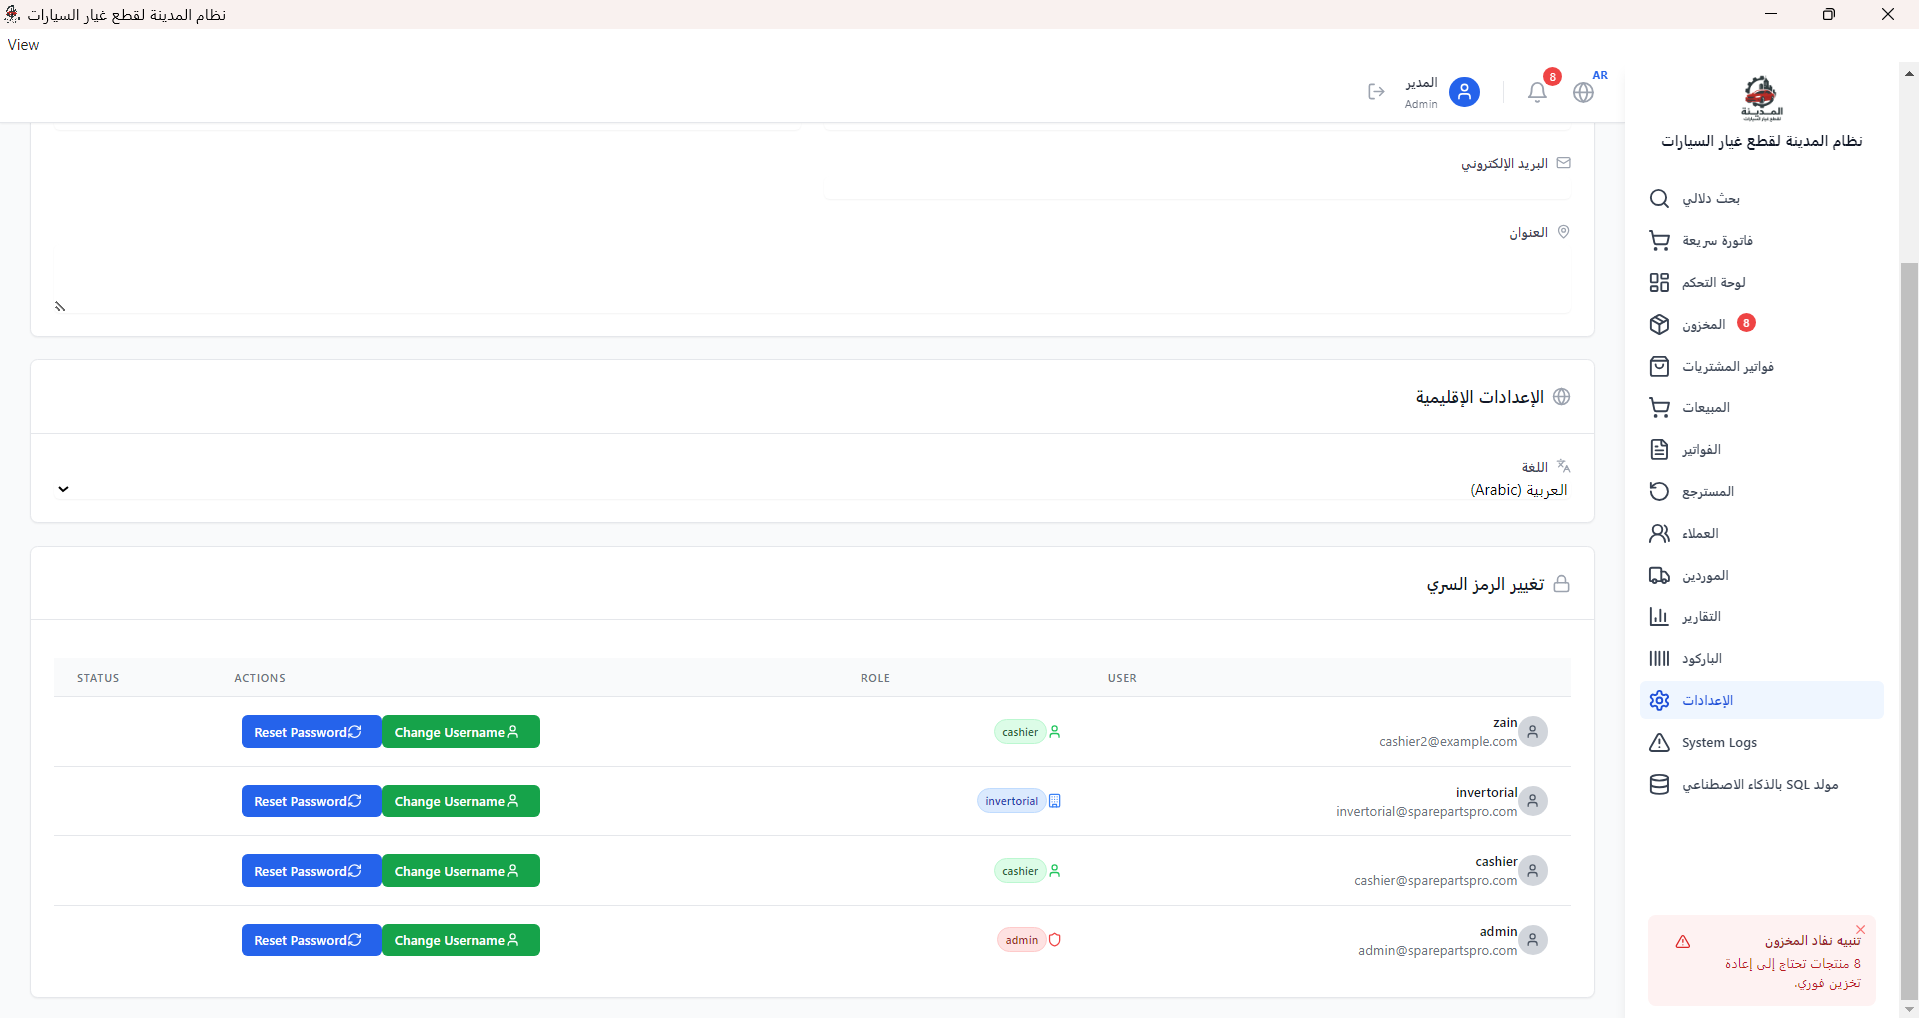 نظام المدينة لقطع غيار السيارات
View
AR
8
المدير
Admin
المدينة
لقطع غيار السيارات
نظام المدينة لقطع غيار السيارات
بحث دلالي
فاتورة سريعة
لوحة التحكم
المخزون 8
فواتير المشتريات
المبيعات
الفواتير
المسترجع
العملاء
الموردين
التقارير
الباركود
الإعدادات
System Logs
مولد SQL بالذكاء الاصطناعي
تنبيه نفاد المخزون
8 منتجات تحتاج إلى إعادة
تخزين فوري.
البريد الإلكتروني
العنوان
الإعدادات الإقليمية
اللغة
العربية (Arabic)
تغيير الرمز السري
USER ROLE ACTIONS STATUS
zain
cashier2@example.com
cashier
Change Username Reset Password
invertorial
invertorial@sparepartspro.com
invertorial
Change Username Reset Password
cashier
cashier@sparepartspro.com
cashier
Change Username Reset Password
admin
admin@sparepartspro.com
admin
Change Username Reset Password